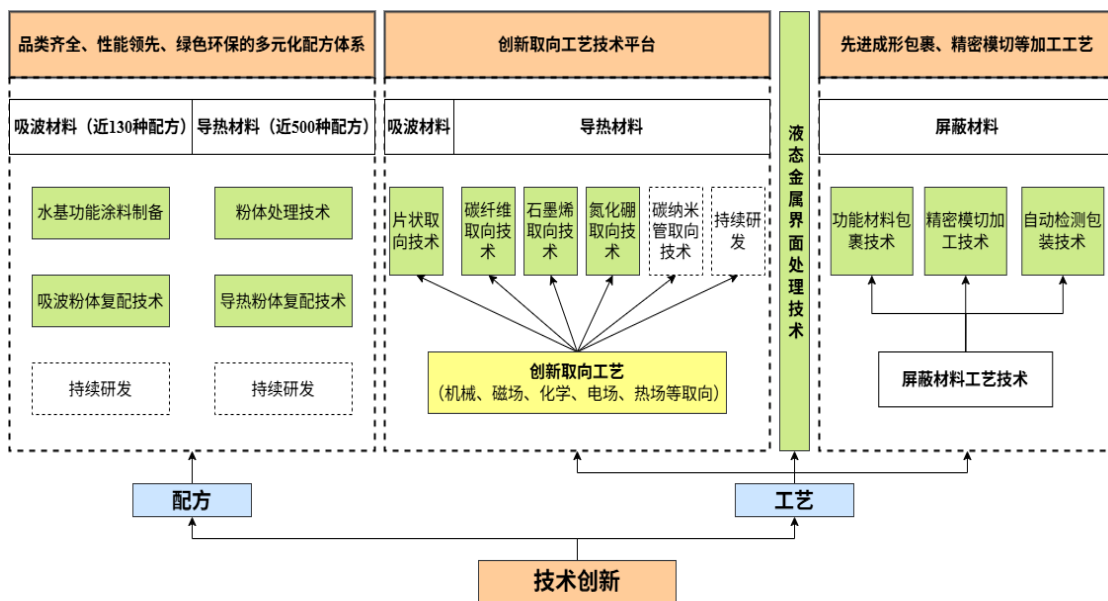 品类齐全、性能领先、绿色环保的多元化配方体系
吸波材料（近130种配方）
导热材料（近500种配方）
水基功能涂料制备
粉体处理技术
吸波粉体复配技术
导热粉体复配技术
持续研发
持续研发
创新取向工艺技术平台
吸波材料
导热材料
片状取
向技术
碳纤维
取向技
术
石墨烯
取向技
术
氮化硼
取向技
术
碳纳米
管取向
技术
持续研
发
创新取向工艺
（机械、磁场、化学、电场、热场等取向）
液态金属界面处理技术
先进成形包裹、精密模切等加工工艺
屏蔽材料
功能材料包
裹技术
精密模切加
工技术
自动检测包
装技术
屏蔽材料工艺技术
配方
工艺
技术创新